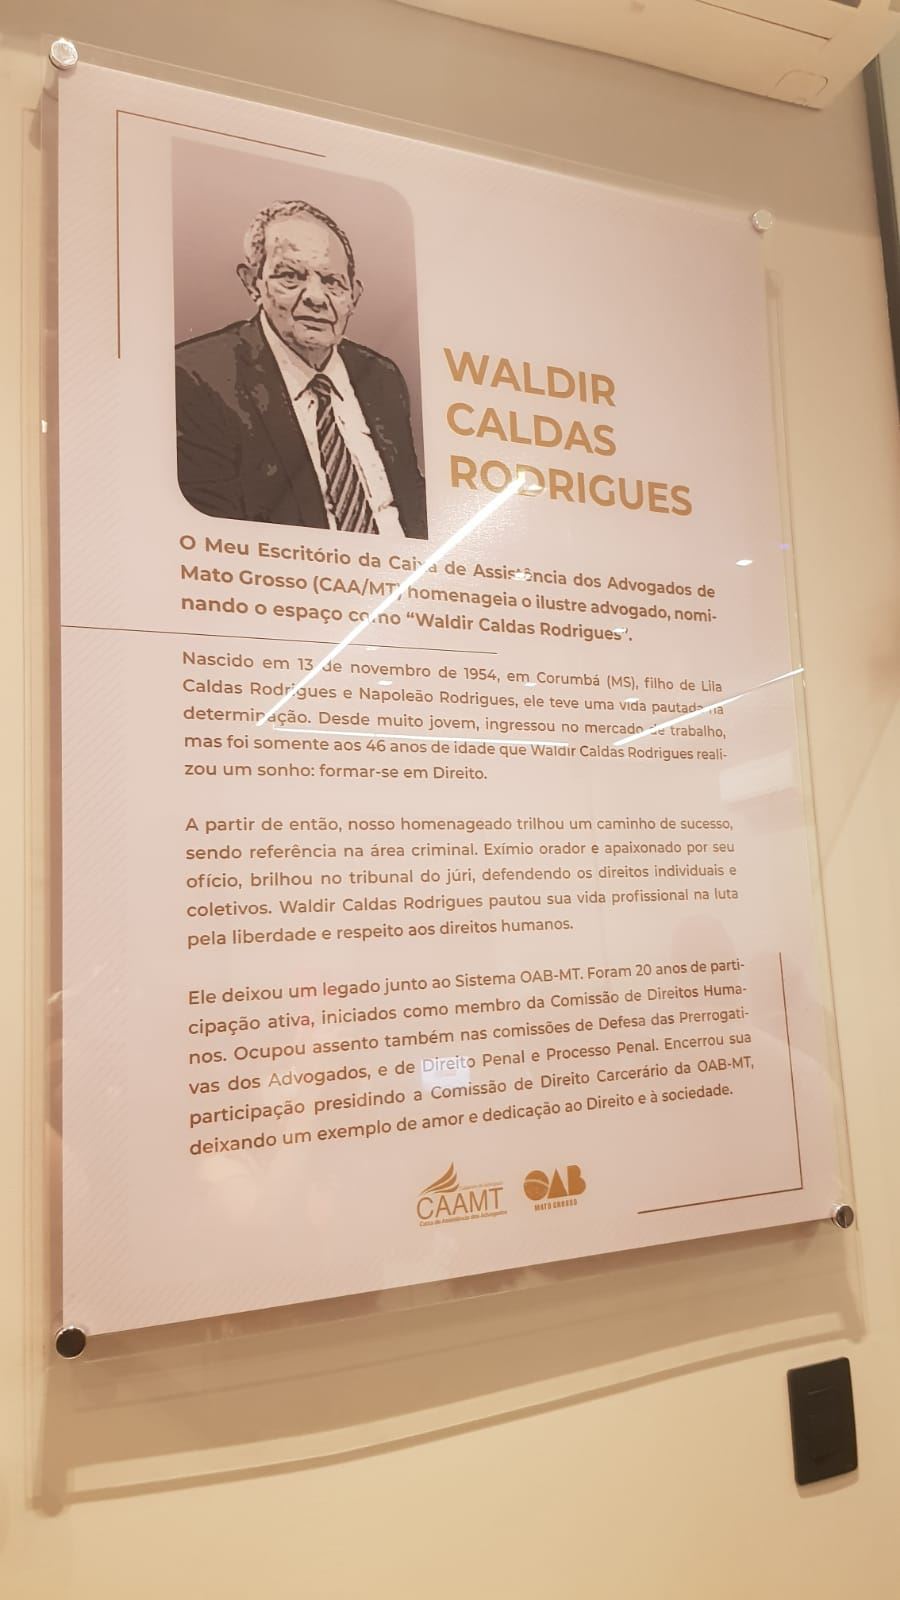 WALDIR
CALDAS
RODRIGUES
O Meu Escritório da Caixa de Assistência dos Advogados de
Mato Grosso (CAA/MT) homenageia o ilustre advogado, nomi-
nando o espaço como “Waldir Caldas Rodrigues”.
Nascido em 13 de novembro de 1954, em Corumbá (MS), filho de Lila
Caldas Rodrigues e Napoleão Rodrigues, ele teve uma vida pautada na
determinação. Desde muito jovem, ingressou no mercado de trabalho,
mas foi somente aos 46 anos de idade que Waldir Caldas Rodrigues reali-
zou um sonho: formar-se em Direito.
A partir de então, nosso homenageado trilhou um caminho de sucesso,
sendo referência na área criminal. Exímio orador e apaixonado por seu
ofício, brilhou no tribunal do júri, defendendo os direitos individuais e
coletivos. Waldir Caldas Rodrigues pautou sua vida profissional na luta
pela liberdade e respeito aos direitos humanos.
Ele deixou um legado junto ao Sistema OAB-MT. Foram 20 anos de parti-
cipação ativa, iniciados como membro da Comissão de Direitos Huma-
nos. Ocupou assento também nas comissões de Defesa das Prerrogati-
vas dos Advogados, e de Direito Penal e Processo Penal. Encerrou sua
participação presidindo a Comissão de Direito Carcerário da OAB-MT,
deixando um exemplo de amor e dedicação ao Direito e à sociedade.
CAAMT
Caixa de Assistência dos Advogados
OAB
MATO GROSSO